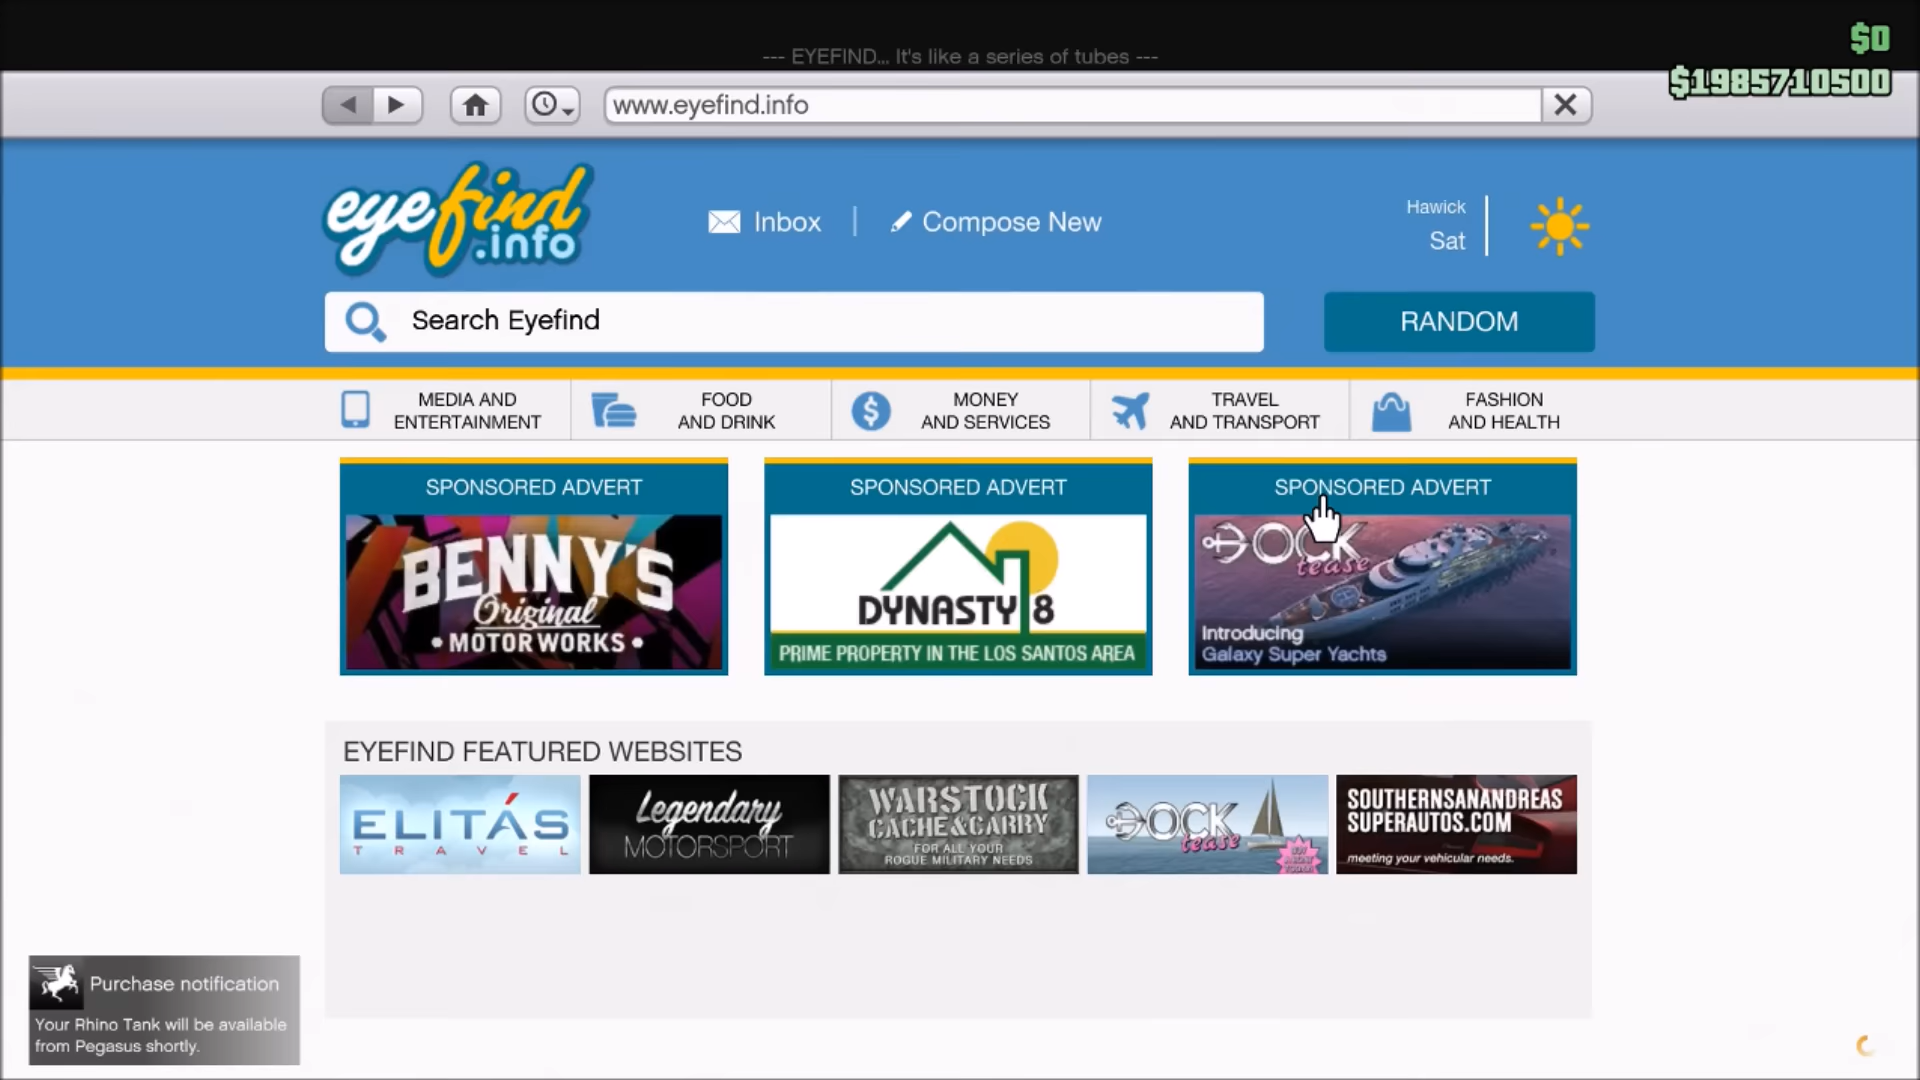 $0
--- EYEFIND... It's like a series of tubes ---
$1985710500
www.eyefind.info
eyefind.info
Inbox
Compose New
Hawick
Sat
Search Eyefind
RANDOM
MEDIA AND
ENTERTAINMENT
FOOD
AND DRINK
MONEY
AND SERVICES
TRAVEL
AND TRANSPORT
FASHION
AND HEALTH
SPONSORED ADVERT
BENNY'S
Original
• MOTOR WORKS •
SPONSORED ADVERT
DYNASTY 8
PRIME PROPERTY IN THE LOS SANTOS AREA
SPONSORED ADVERT
DOCK
tease
Introducing
Galaxy Super Yachts
EYEFIND FEATURED WEBSITES
ELITÁS
TRAVEL
Legendary
MOTORSPORT
WARSTOCK
CACHE & CARRY
FOR ALL YOUR
ROGUE MILITARY NEEDS
DOCK
tease
SOUTHERNSANANDREAS
SUPERAUTOS.COM
meeting your vehicular needs.
Purchase notification
Your Rhino Tank will be available
from Pegasus shortly.